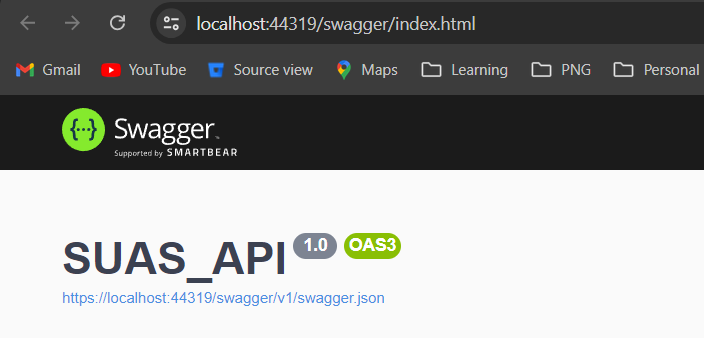 localhost:44319/swagger/index.html
Gmail YouTube Source view Maps Learning PNG Personal
{···} Swagger™
Supported by SMARTBEAR
SUAS_API 1.0 OAS3
https://localhost:44319/swagger/v1/swagger.json